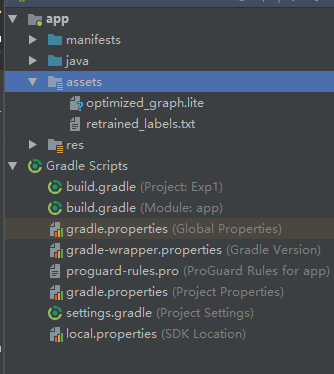 app
manifests
java
assets
optimized_graph.lite
retrained_labels.txt
res
Gradle Scripts
build.gradle (Project: Exp1)
build.gradle (Module: app)
gradle.properties (Global Properties)
gradle-wrapper.properties (Gradle Version)
proguard-rules.pro (ProGuard Rules for app)
gradle.properties (Project Properties)
settings.gradle (Project Settings)
local.properties (SDK Location)